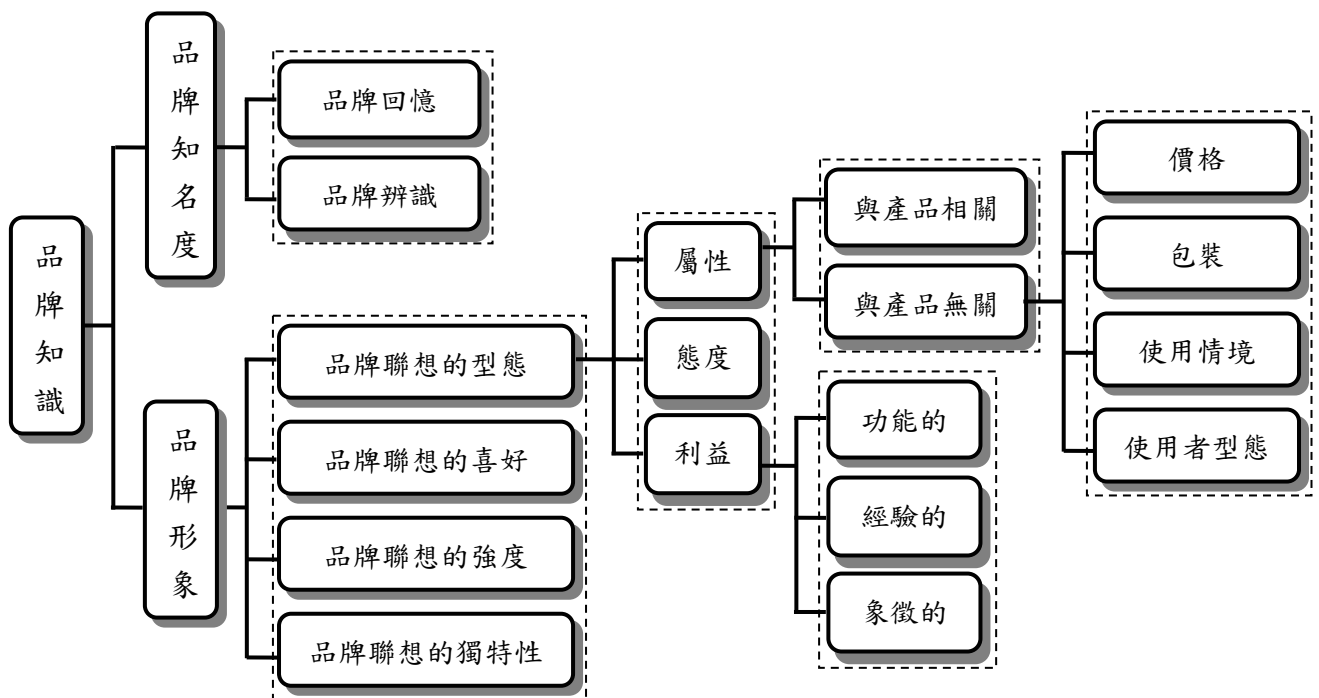 品牌知識
品牌知名度
品牌回憶
品牌辨識
品牌形象
品牌聯想的型態
品牌聯想的喜好
品牌聯想的強度
品牌聯想的獨特性
屬性
態度
利益
與產品相關
與產品無關
功能的
經驗的
象徵的
價格
包裝
使用情境
使用者型態